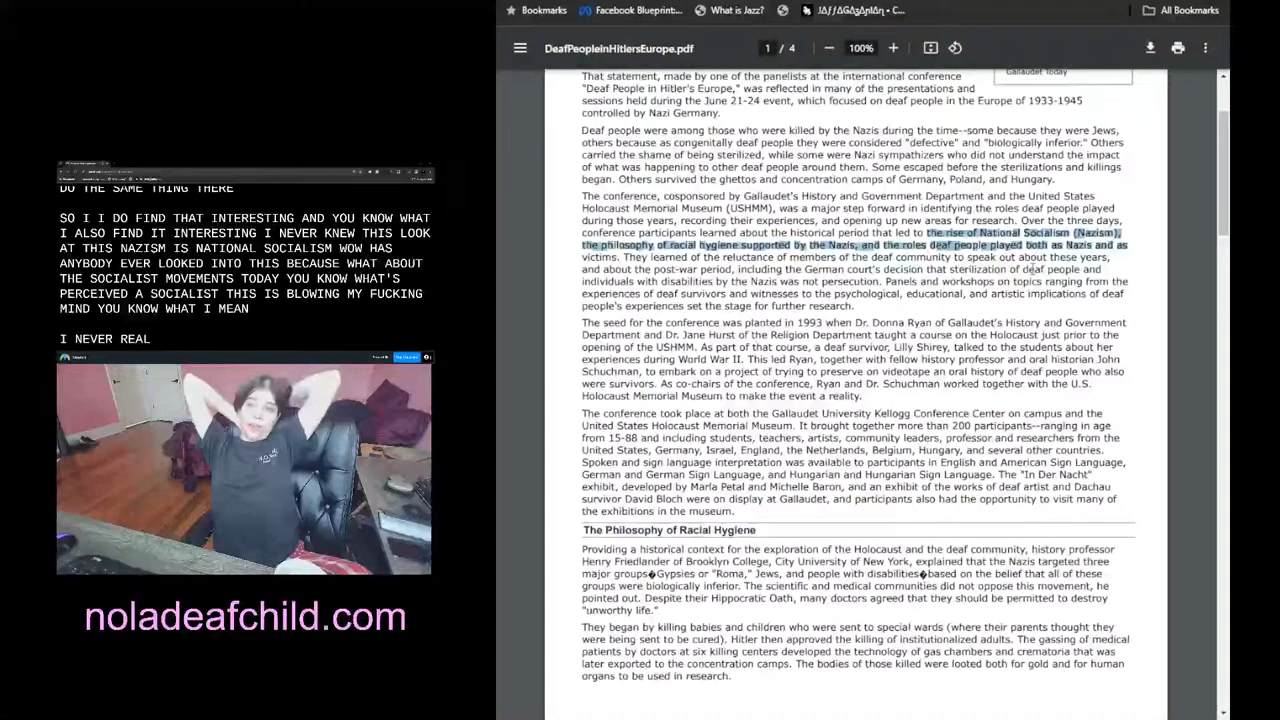 DO THE SAME THING THERE
SO I I DO FIND THAT INTERESTING AND YOU KNOW WHAT
I ALSO FIND IT INTERESTING I NEVER KNEW THIS LOOK
AT THIS NAZISM IS NATIONAL SOCIALISM WOW HAS
ANYBODY EVER LOOKED INTO THIS BECAUSE WHAT ABOUT
THE SOCIALIST MOVEMENTS TODAY YOU KNOW WHAT'S
PERCEIVED A SOCIALIST THIS IS BLOWING MY FUCKING
MIND YOU KNOW WHAT I MEAN
I NEVER REAL
noladeafchild.com
Bookmarks
Facebook Blueprint:...
What is Jazz?
All Bookmarks
DeafPeopleinHitlersEurope.pdf
1 / 4
100%
Gallaudet Today
That statement, made by one of the panelists at the international conference
"Deaf People in Hitler's Europe," was reflected in many of the presentations and
sessions held during the June 21-24 event, which focused on deaf people in the Europe of 1933-1945
controlled by Nazi Germany.
Deaf people were among those who were killed by the Nazis during the time--some because they were Jews,
others because as congenitally deaf people they were considered "defective" and "biologically inferior." Others
carried the shame of being sterilized, while some were Nazi sympathizers who did not understand the impact
of what was happening to other deaf people around them. Some escaped before the sterilizations and killings
began. Others survived the ghettos and concentration camps of Germany, Poland, and Hungary.
The conference, cosponsored by Gallaudet's History and Government Department and the United States
Holocaust Memorial Museum (USHMM), was a major step forward in identifying the roles deaf people played
during those years, recording their experiences, and opening up new areas for research. Over the three days,
conference participants learned about the historical period that led to the rise of National Socialism (Nazism),
the philosophy of racial hygiene supported by the Nazis, and the roles deaf people played both as Nazis and as
victims. They learned of the reluctance of members of the deaf community to speak out about these years,
and about the post-war period, including the German court's decision that sterilization of deaf people and
individuals with disabilities by the Nazis was not persecution. Panels and workshops on topics ranging from the
experiences of deaf survivors and witnesses to the psychological, educational, and artistic implications of deaf
people's experiences set the stage for further research.
The seed for the conference was planted in 1993 when Dr. Donna Ryan of Gallaudet's History and Government
Department and Dr. Jane Hurst of the Religion Department taught a course on the Holocaust just prior to the
opening of the USHMM. As part of that course, a deaf survivor, Lilly Shirey, talked to the students about her
experiences during World War II. This led Ryan, together with fellow history professor and oral historian John
Schuchman, to embark on a project of trying to preserve on videotape an oral history of deaf people who also
were survivors. As co-chairs of the conference, Ryan and Dr. Schuchman worked together with the U.S.
Holocaust Memorial Museum to make the event a reality.
The conference took place at both the Gallaudet University Kellogg Conference Center on campus and the
United States Holocaust Memorial Museum. It brought together more than 200 participants--ranging in age
from 15-88 and including students, teachers, artists, community leaders, professor and researchers from the
United States, Germany, Israel, England, the Netherlands, Belgium, Hungary, and several other countries.
Spoken and sign language interpretation was available to participants in English and American Sign Language,
German and German Sign Language, and Hungarian and Hungarian Sign Language. The "In Der Nacht"
exhibit, developed by Marla Petal and Michelle Baron, and an exhibit of the works of deaf artist and Dachau
survivor David Bloch were on display at Gallaudet, and participants also had the opportunity to visit many of
the exhibitions in the museum.
The Philosophy of Racial Hygiene
Providing a historical context for the exploration of the Holocaust and the deaf community, history professor
Henry Friedlander of Brooklyn College, City University of New York, explained that the Nazis targeted three
major groups�Gypsies or "Roma," Jews, and people with disabilities�based on the belief that all of these
groups were biologically inferior. The scientific and medical communities did not oppose this movement, he
pointed out. Despite their Hippocratic Oath, many doctors agreed that they should be permitted to destroy
"unworthy life."
They began by killing babies and children who were sent to special wards (where their parents thought they
were being sent to be cured). Hitler then approved the killing of institutionalized adults. The gassing of medical
patients by doctors at six killing centers developed the technology of gas chambers and crematoria that was
later exported to the concentration camps. The bodies of those killed were looted both for gold and for human
organs to be used in research.